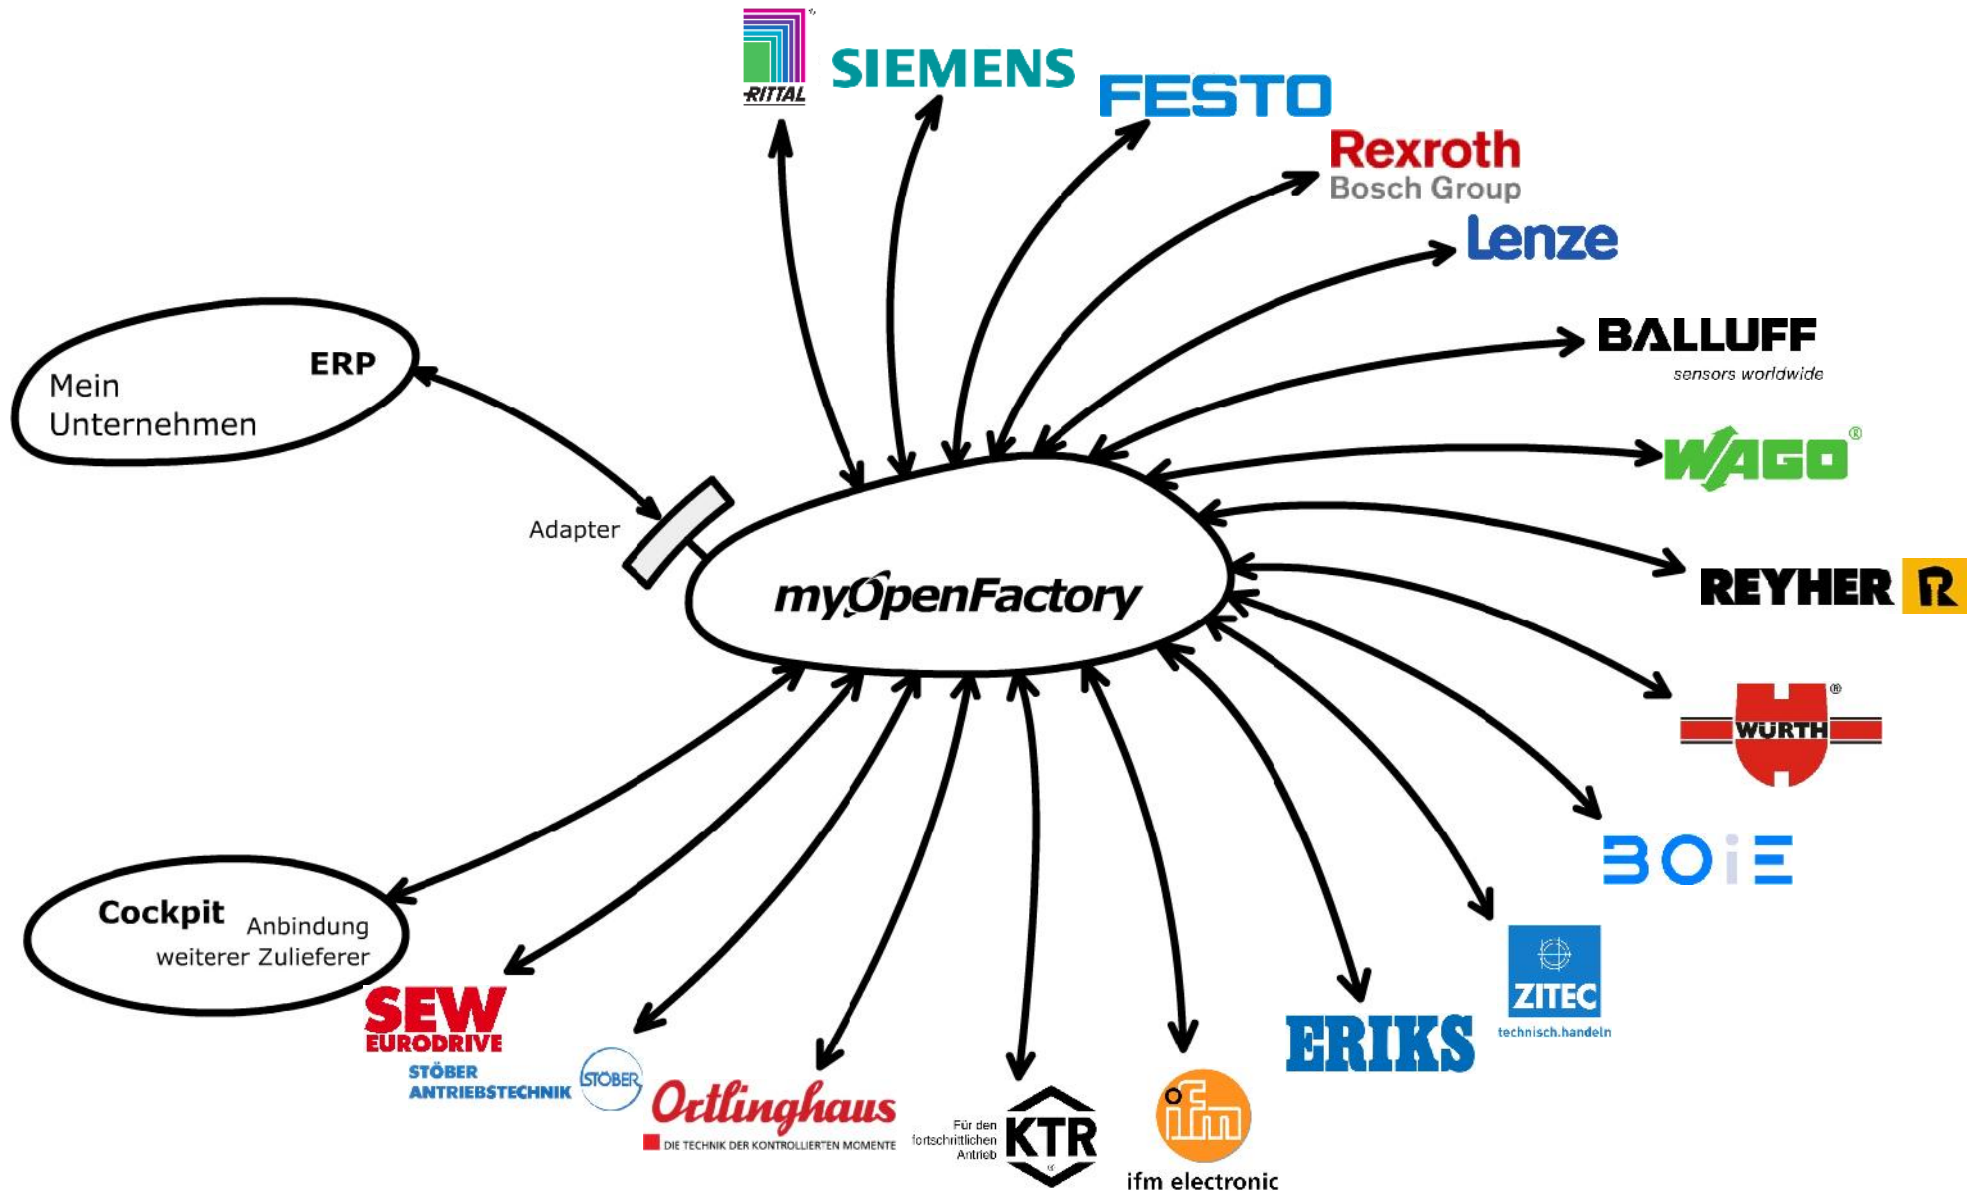 RITTAL
SIEMENS
FESTO
Rexroth
Bosch Group
Lenze
BALLUFF
sensors worldwide
ERP
Mein
Unternehmen
WAGO®
Adapter
myOpenFactory
REYHER R
WÜRTH®
BOiE
Cockpit Anbindung
weiterer Zulieferer
ZITEC
technisch.handeln
SEW
EURODRIVE
ERIKS
STÖBER
ANTRIEBSTECHNIK
STÖBER
Ortlinghaus
DIE TECHNIK DER KONTROLLIERTEN MOMENTE
Für den
fortschrittlichen
Antrieb
KTR
®
ifm
ifm electronic